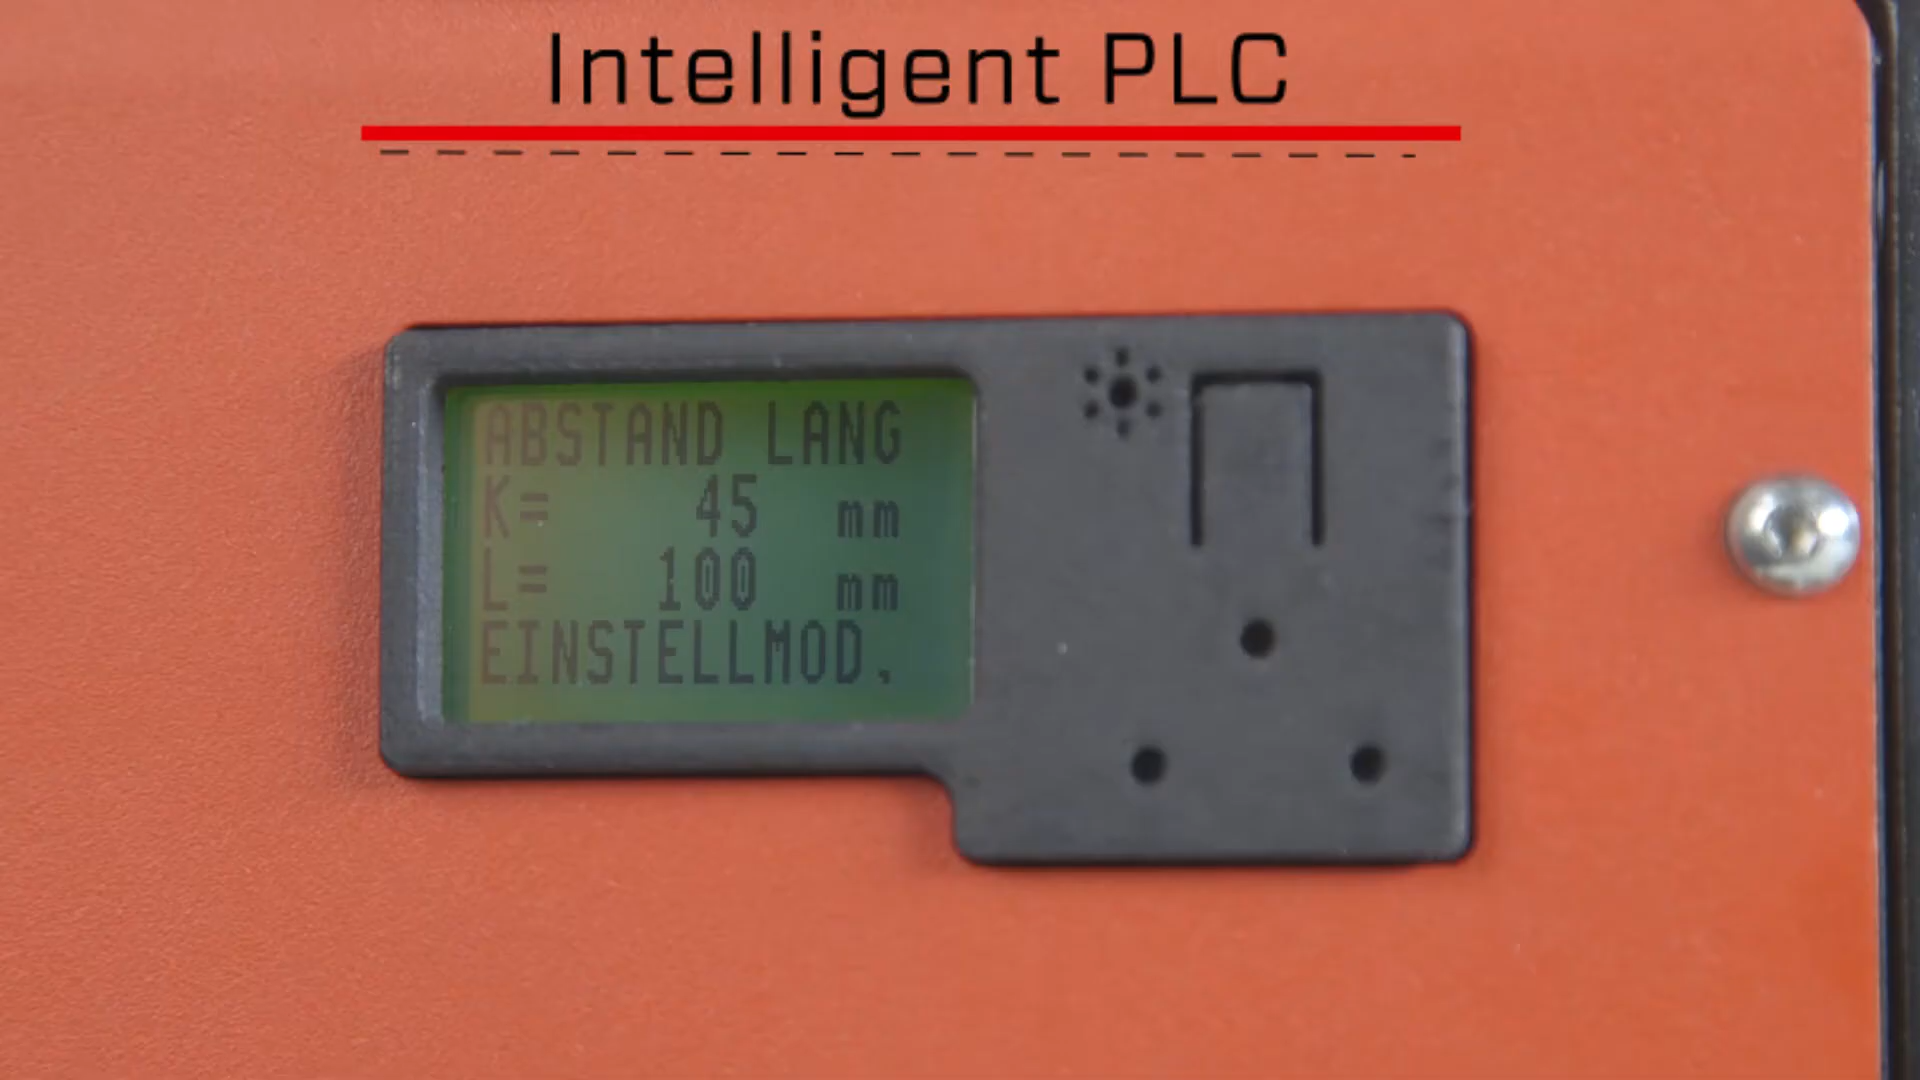 Intelligent PLC
ABSTAND LANG
K= 45 mm
L= 100 mm
EINSTELLMOD.